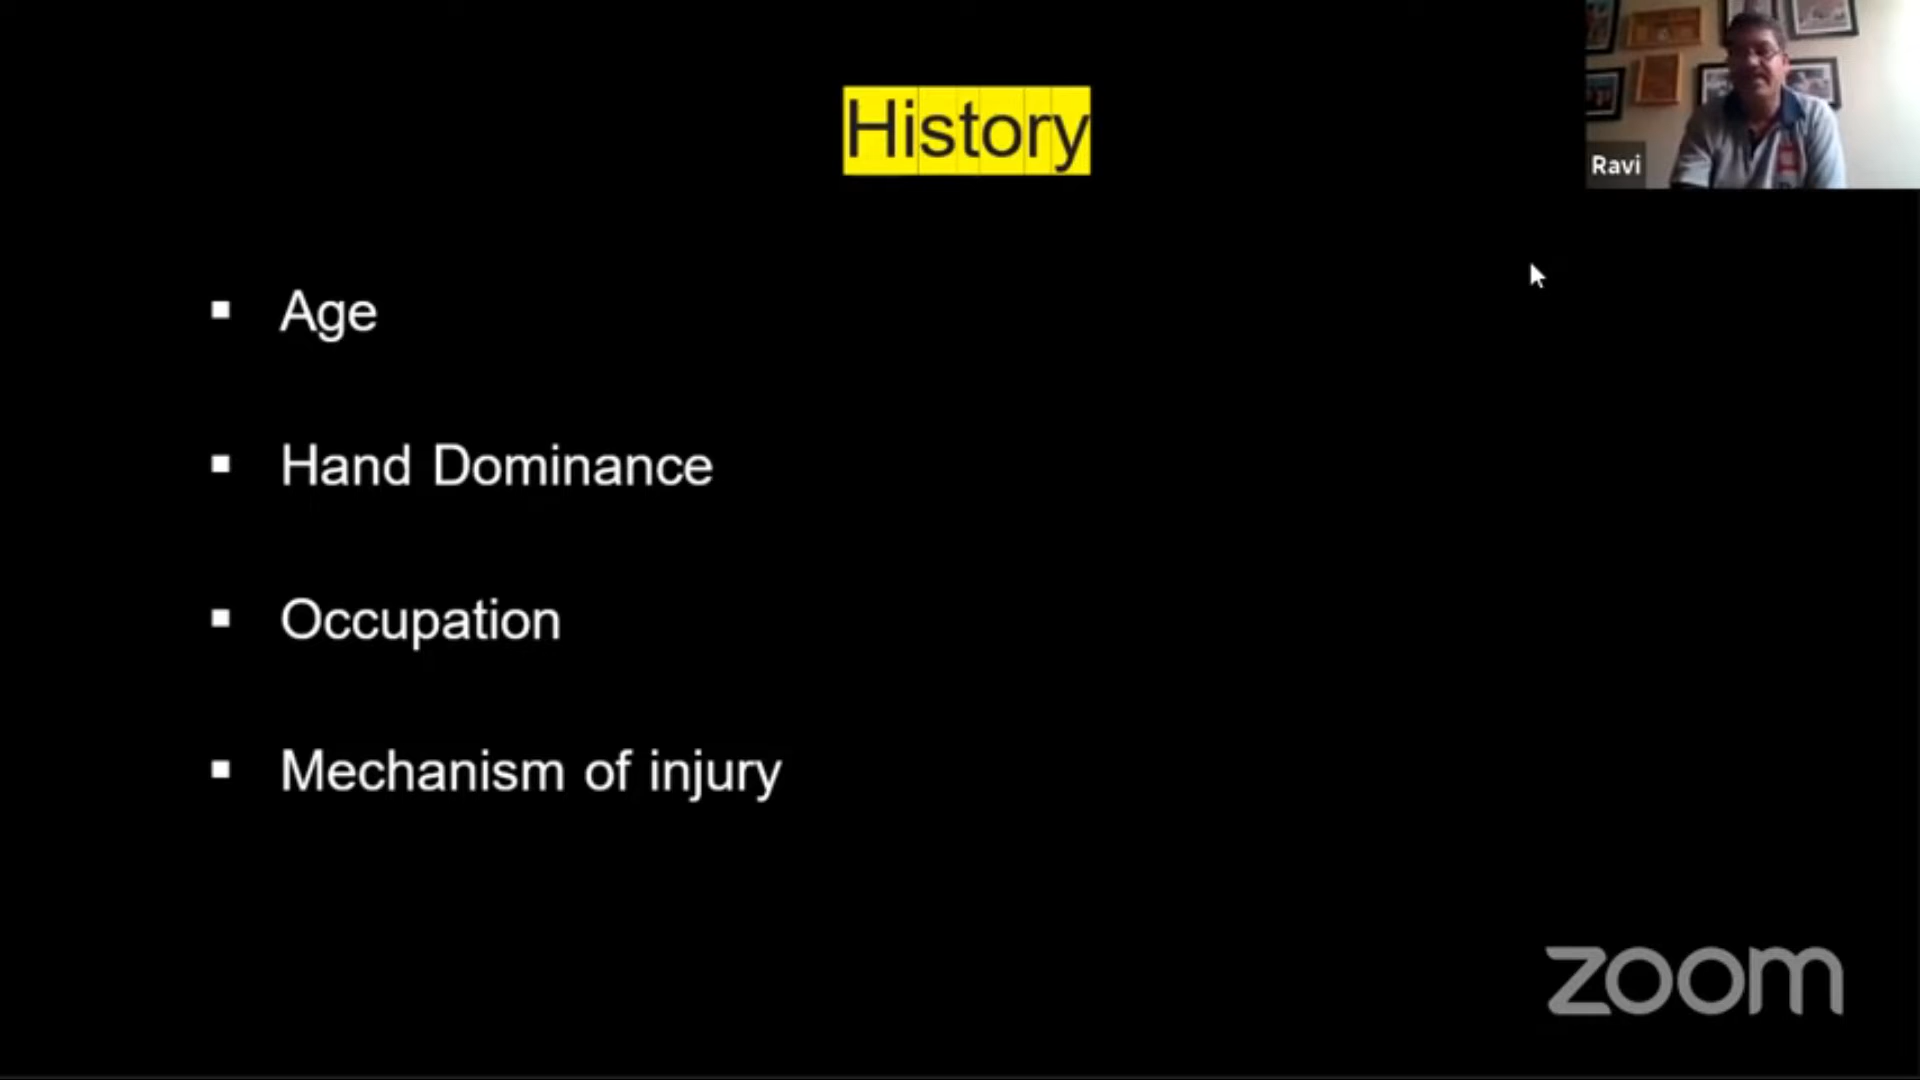 History
Ravi
Age
Hand Dominance
Occupation
Mechanism of injury
zoom